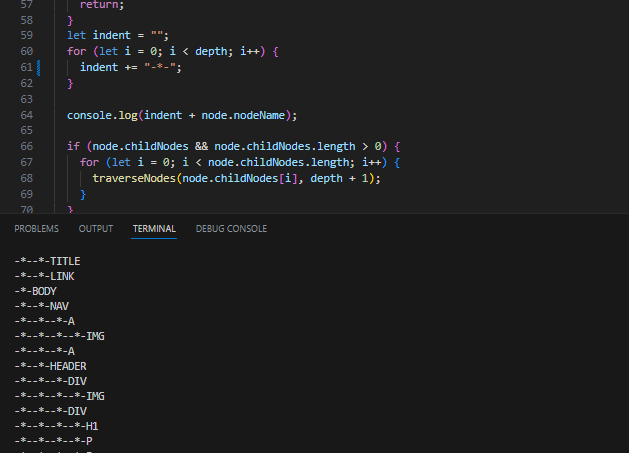 57 return;
58 }
59 let indent = "";
60 for (let i = 0; i < depth; i++) {
61 indent += "-*-";
62 }
63
64 console.log(indent + node.nodeName);
65
66 if (node.childNodes && node.childNodes.length > 0) {
67 for (let i = 0; i < node.childNodes.length; i++) {
68 traverseNodes(node.childNodes[i], depth + 1);
69 }
70 }
PROBLEMS OUTPUT TERMINAL DEBUG CONSOLE
-*--*-TITLE
-*--*-LINK
-*-BODY
-*--*-NAV
-*--*--*-A
-*--*--*--*-IMG
-*--*--*-A
-*--*-HEADER
-*--*--*-DIV
-*--*--*--*-IMG
-*--*--*-DIV
-*--*--*--*-H1
-*--*--*--*-P